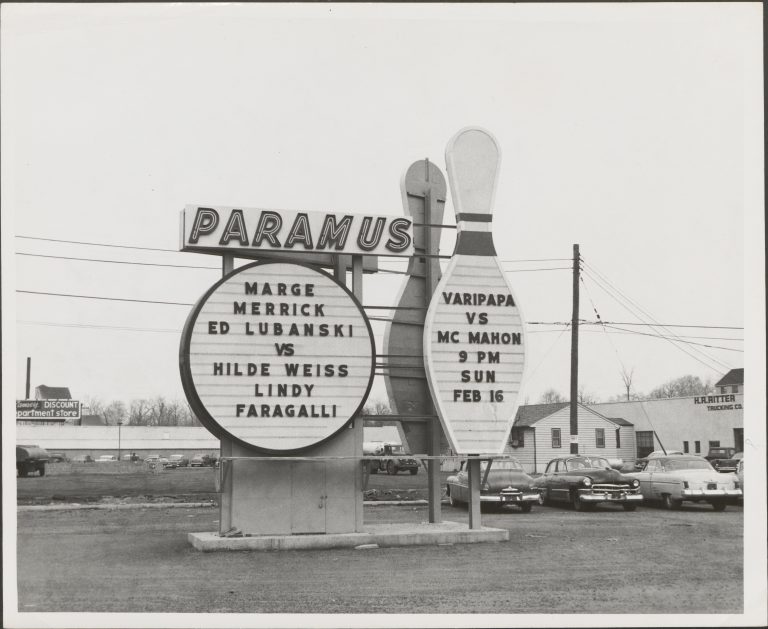 PARAMUS
MARGE
MERRICK
ED LUBANSKI
VS
HILDE WEISS
LINDY
FARAGALLI
VARIPAPA
VS
MC MAHON
9 PM
SUN
FEB 16
DISCOUNT
Department STORE
H.R. RITTER
TRUCKING CO.